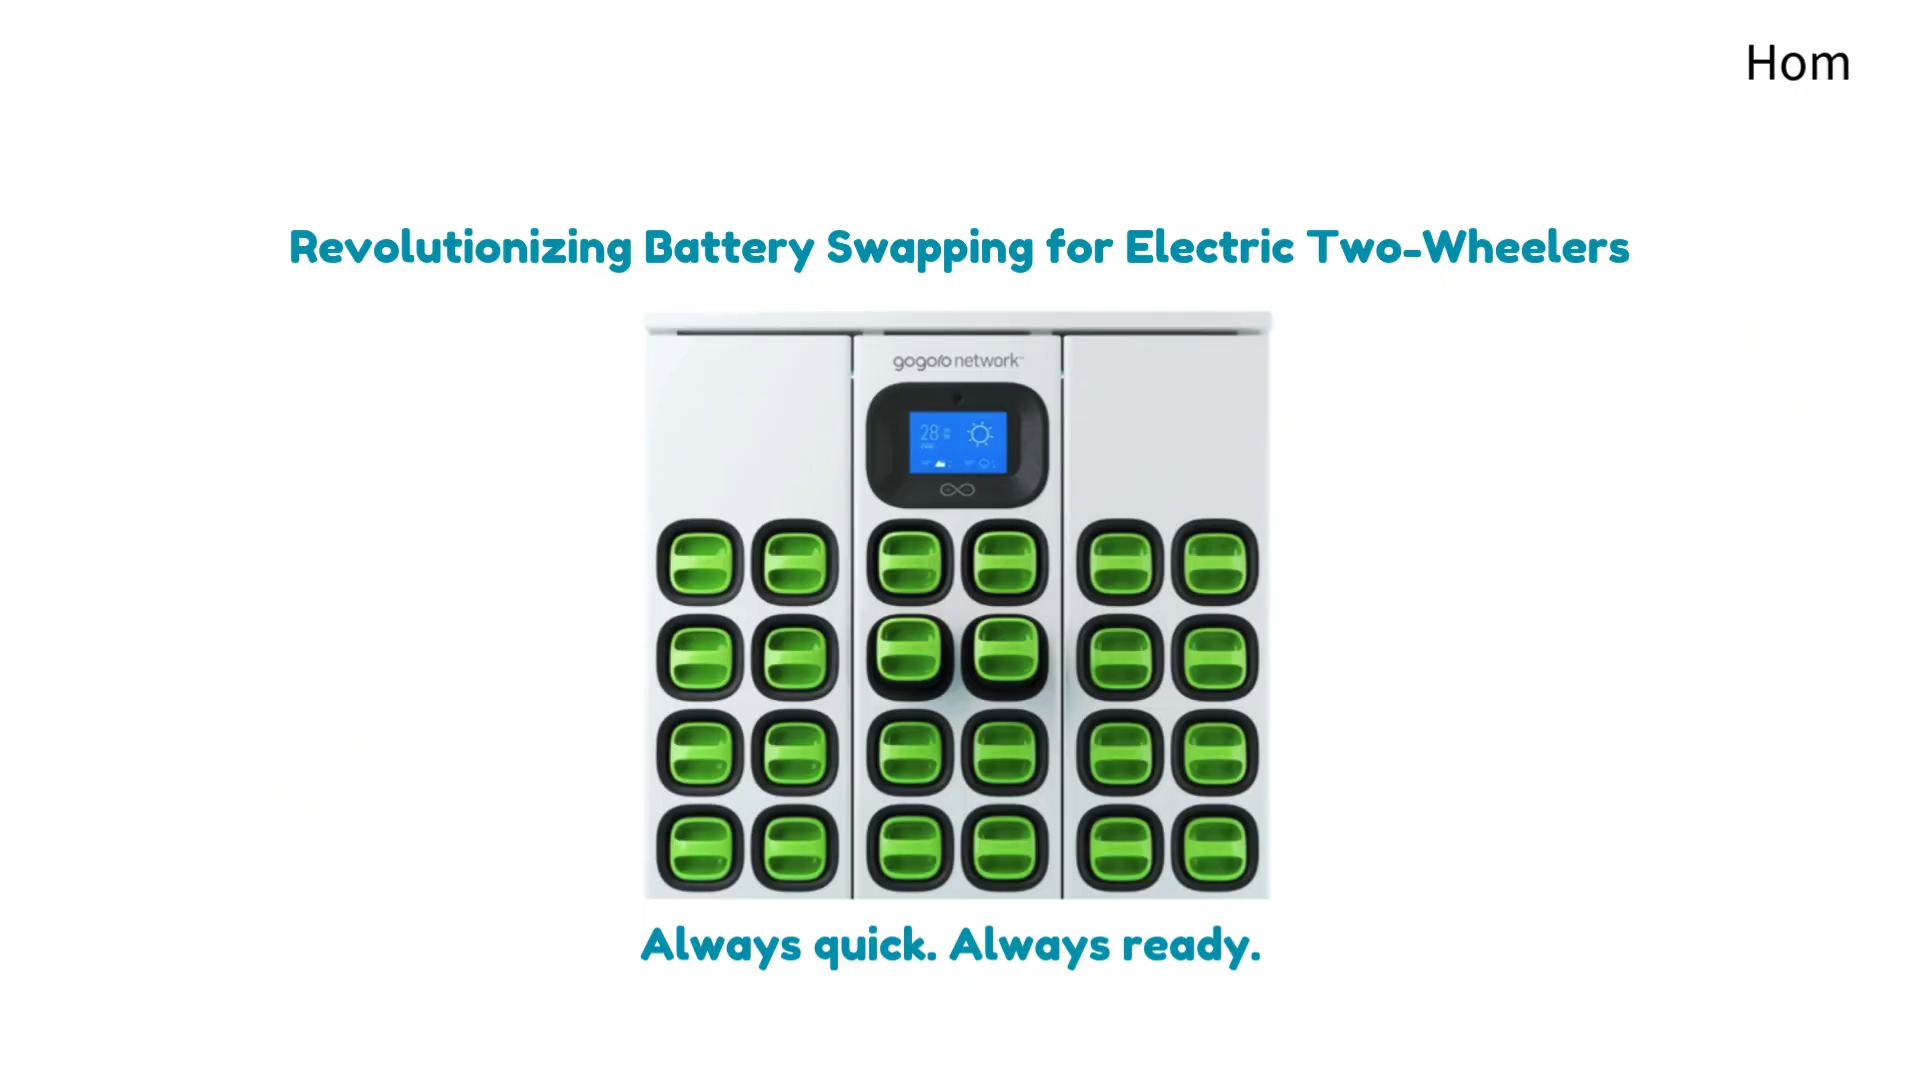 Hom
Revolutionizing Battery Swapping for Electric Two-Wheelers
gogoro network
28°
Always quick. Always ready.